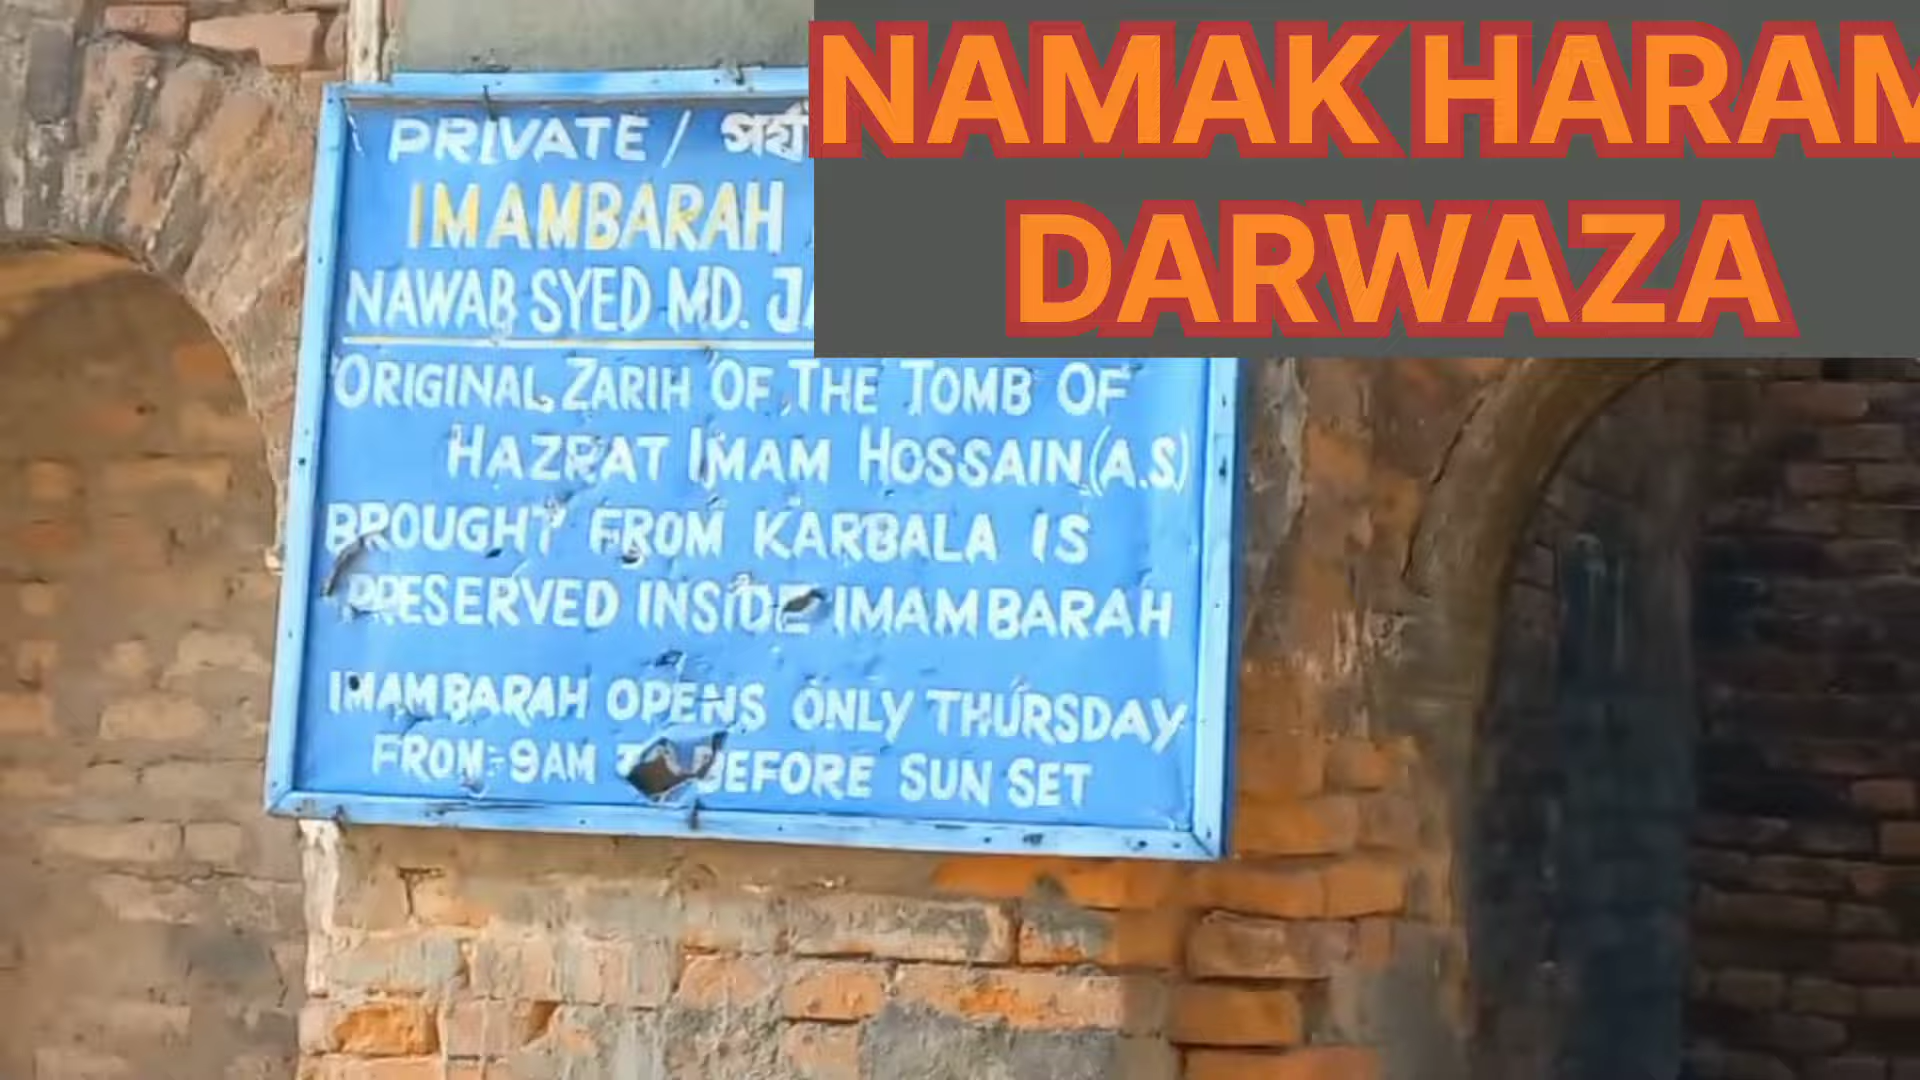 NAMAK HARAM
DARWAZA
PRIVATE /
IMAMBARAH
NAWAB SYED MD.
"ORIGINAL ZARIH" OF THE TOMB OF
HAZRAT IMAM HOSSAIN (A.S)
BROUGHT FROM KARBALA IS
PRESERVED INSIDE IMAMBARAH
IMAMBARAH OPENS ONLY THURSDAY
FROM-9AM BEFORE SUN SET